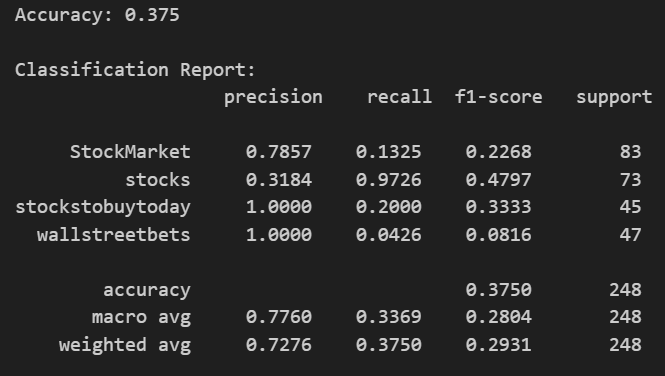 Accuracy: 0.375
Classification Report:
precision recall f1-score support
StockMarket 0.7857 0.1325 0.2268 83
stocks 0.3184 0.9726 0.4797 73
stockstobuytoday 1.0000 0.2000 0.3333 45
wallstreetbets 1.0000 0.0426 0.0816 47
accuracy 0.3750 248
macro avg 0.7760 0.3369 0.2804 248
weighted avg 0.7276 0.3750 0.2931 248